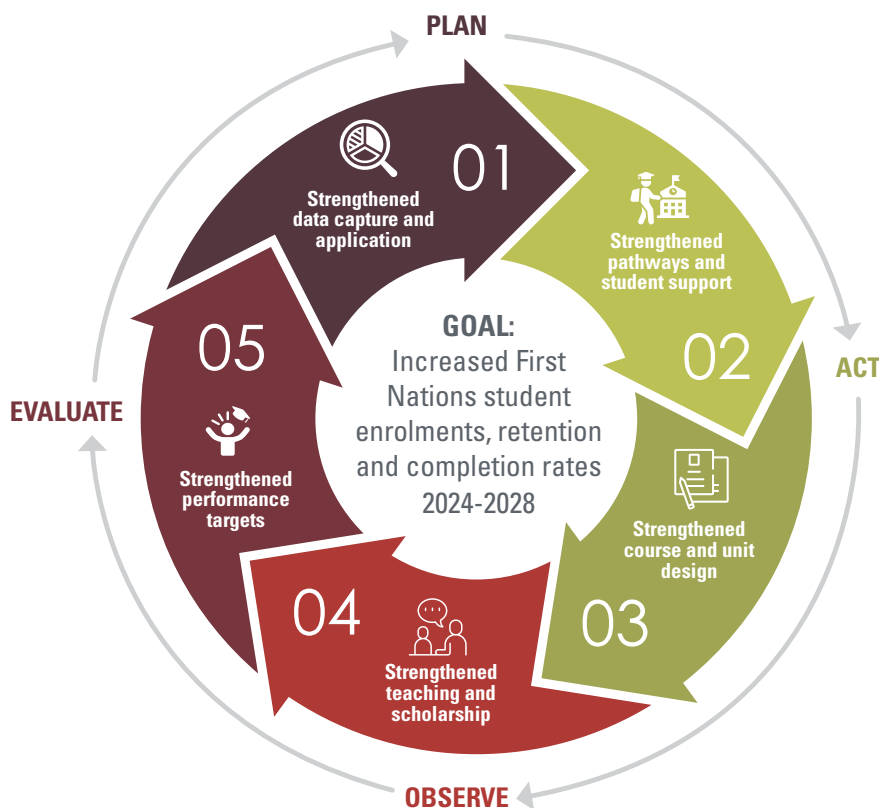 PLAN
01
Strengthened
data capture and
application
Strengthened
pathways and
student support
02
ACT
Strengthened
course and unit
design
03
OBSERVE
04
Strengthened
teaching and
scholarship
EVALUATE
05
Strengthened
performance
targets
GOAL:
Increased First
Nations student
enrolments, retention
and completion rates
2024-2028